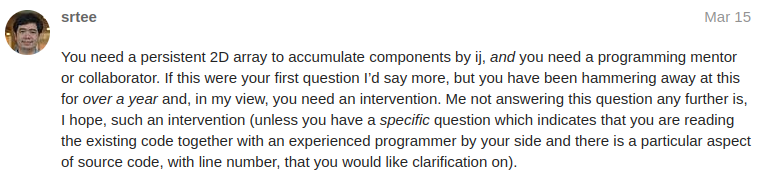 srtee
Mar 15
You need a persistent 2D array to accumulate components by ij, and you need a programming mentor
or collaborator. If this were your first question I'd say more, but you have been hammering away at this
for over a year and, in my view, you need an intervention. Me not answering this question any further is,
I hope, such an intervention (unless you have a specific question which indicates that you are reading
the existing code together with an experienced programmer by your side and there is a particular aspect
of source code, with line number, that you would like clarification on).